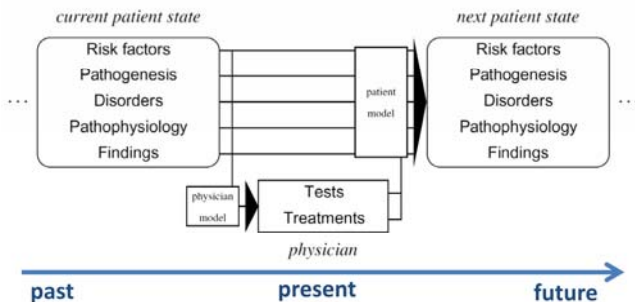 current patient state
next patient state
Risk factors
Pathogenesis
Disorders
Pathophysiology
Findings
patient
model
Risk factors
Pathogenesis
Disorders
Pathophysiology
Findings
...
...
physician
model
Tests
Treatments
physician
past
present
future